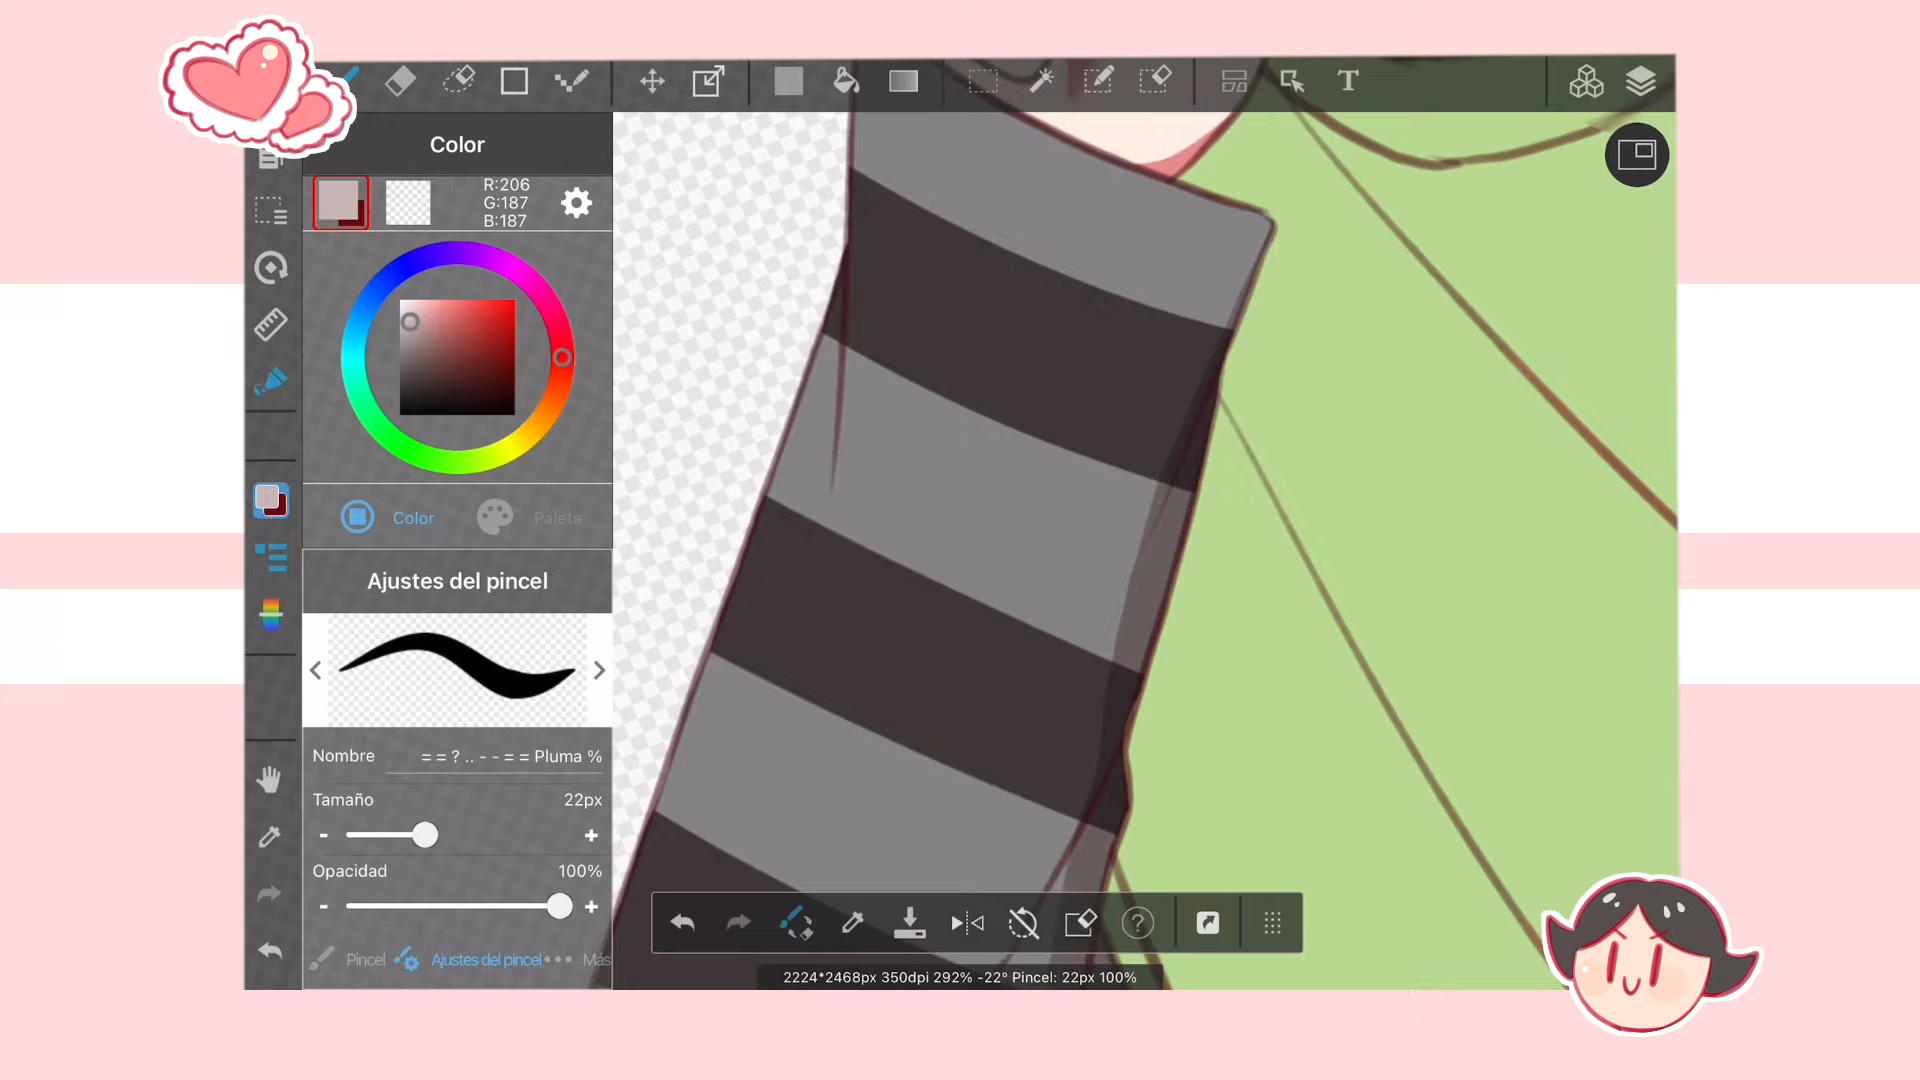 Color
R:206
G:187
B:187
Color Paleta
Ajustes del pincel
Nombre = = ? .. - - = = Pluma %
Tamaño 22px
- +
Opacidad 100%
- +
Pincel Ajustes del pincel Más
T
?
2224*2468px 350dpi 292% -22° Pincel: 22px 100%